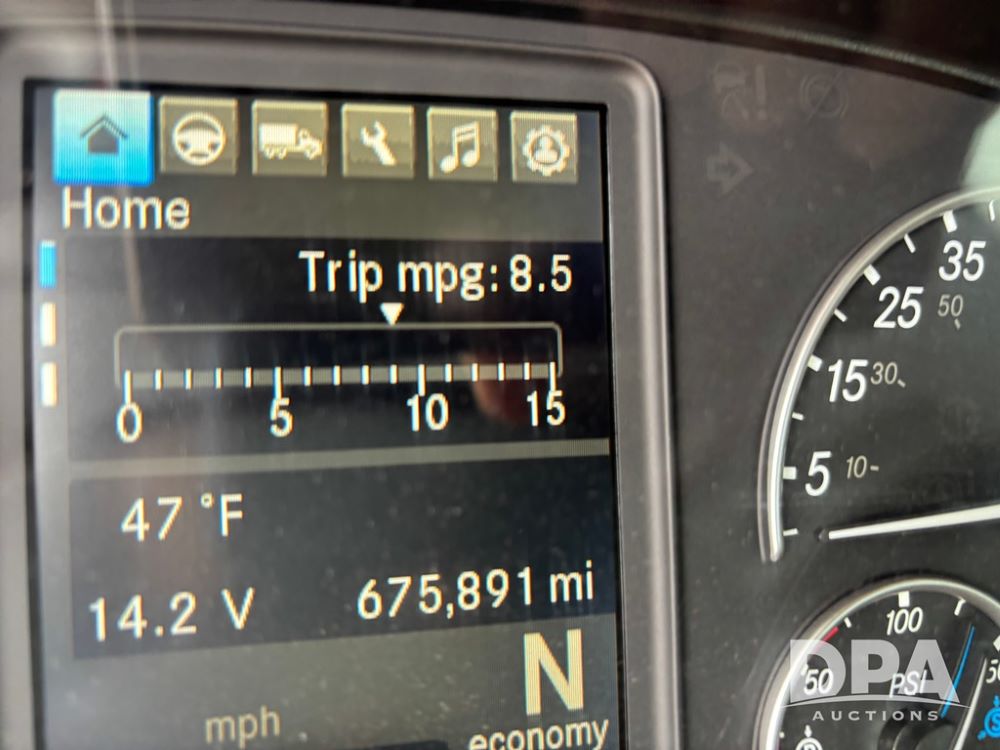 Home
Trip mpg: 8.5
0 5 10 15
47 °F
14.2 V 675,891 mi
N
mph economy
35
25 50
15 30
5 10
100
50 PSI
DPA
AUCTIONS